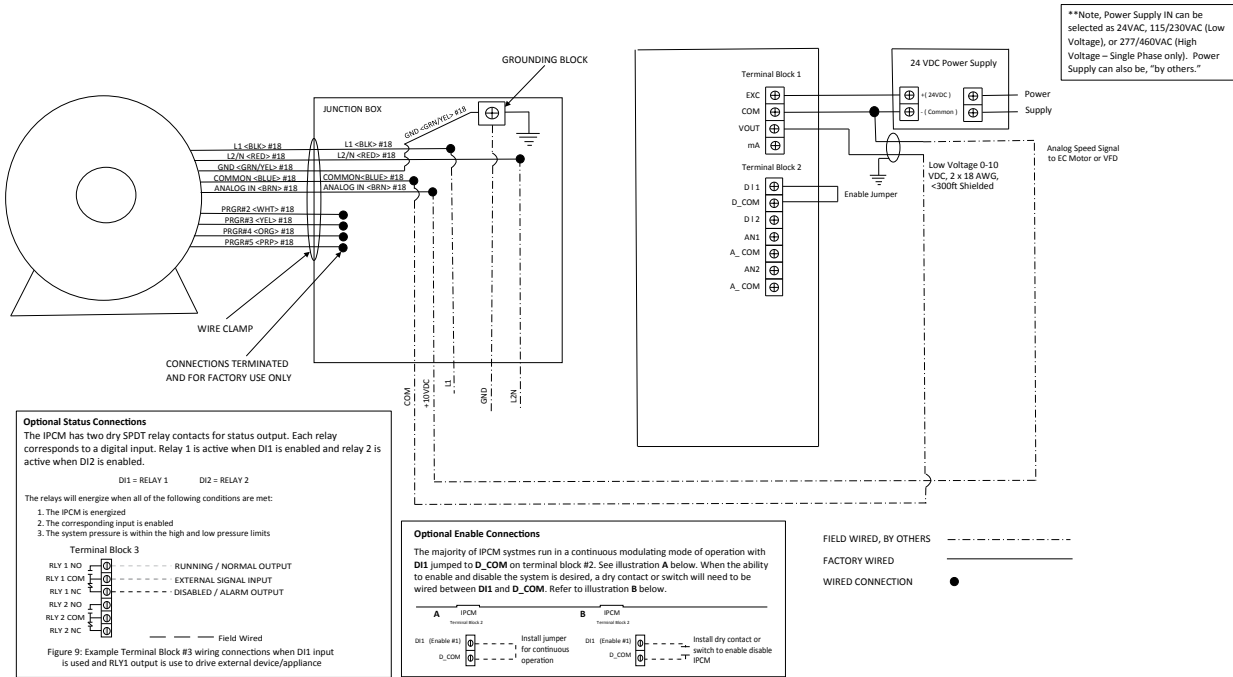 **Note, Power Supply IN can be
selected as 24VAC, 115/230VAC (Low
Voltage), or 277/460VAC (High
Voltage – Single Phase only). Power
Supply can also be, "by others."
GROUNDING BLOCK
JUNCTION BOX
GND <GRN/YEL> #18
L1 <BLK> #18
L2/N <RED> #18
GND <GRN/YEL> #18
COMMON <BLUE> #18
ANALOG IN <BRN> #18
L1 <BLK> #18
L2/N <RED> #18
COMMON<BLUE> #18
ANALOG IN <BRN> #18
PRGR#2 <WHT> #18
PRGR#3 <YEL> #18
PRGR#4 <ORG> #18
PRGR#5 <PRP> #18
WIRE CLAMP
CONNECTIONS TERMINATED
AND FOR FACTORY USE ONLY
COM
+10VDC
L1
GND
L2N
Terminal Block 1
EXC
COM
VOUT
mA
Terminal Block 2
DI1
D_COM
DI2
AN1
A_ COM
AN2
A_ COM
Enable Jumper
24 VDC Power Supply
+( 24VDC )
- ( Common )
Power
Supply
Analog Speed Signal
to EC Motor or VFD
Low Voltage 0-10
VDC, 2 x 18 AWG,
<300ft Shielded
Optional Status Connections
The IPCM has two dry SPDT relay contacts for status output. Each relay
corresponds to a digital input. Relay 1 is active when DI1 is enabled and relay 2 is
active when DI2 is enabled.
DI1 = RELAY 1 DI2 = RELAY 2
The relays will energize when all of the following conditions are met:
1. The IPCM is energized
2. The corresponding input is enabled
3. The system pressure is within the high and low pressure limits
Terminal Block 3
RLY 1 NO RUNNING / NORMAL OUTPUT
RLY 1 COM EXTERNAL SIGNAL INPUT
RLY 1 NC DISABLED / ALARM OUTPUT
RLY 2 NO
RLY 2 COM
RLY 2 NC
Field Wired
Figure 9: Example Terminal Block #3 wiring connections when DI1 input
is used and RLY1 output is use to drive external device/appliance
Optional Enable Connections
The majority of IPCM systmes run in a continuous modulating mode of operation with
DI1 jumped to D_COM on terminal block #2. See illustration A below. When the ability
to enable and disable the system is desired, a dry contact or switch will need to be
wired between DI1 and D_COM. Refer to illustration B below.
A IPCM
Terminal Block 2
DI1 (Enable #1)
D_COM
Install jumper
for continuous
operation
B IPCM
Terminal Block 2
DI1 (Enable #1)
D_COM
Install dry contact or
switch to enable disable
IPCM
FIELD WIRED, BY OTHERS
FACTORY WIRED
WIRED CONNECTION